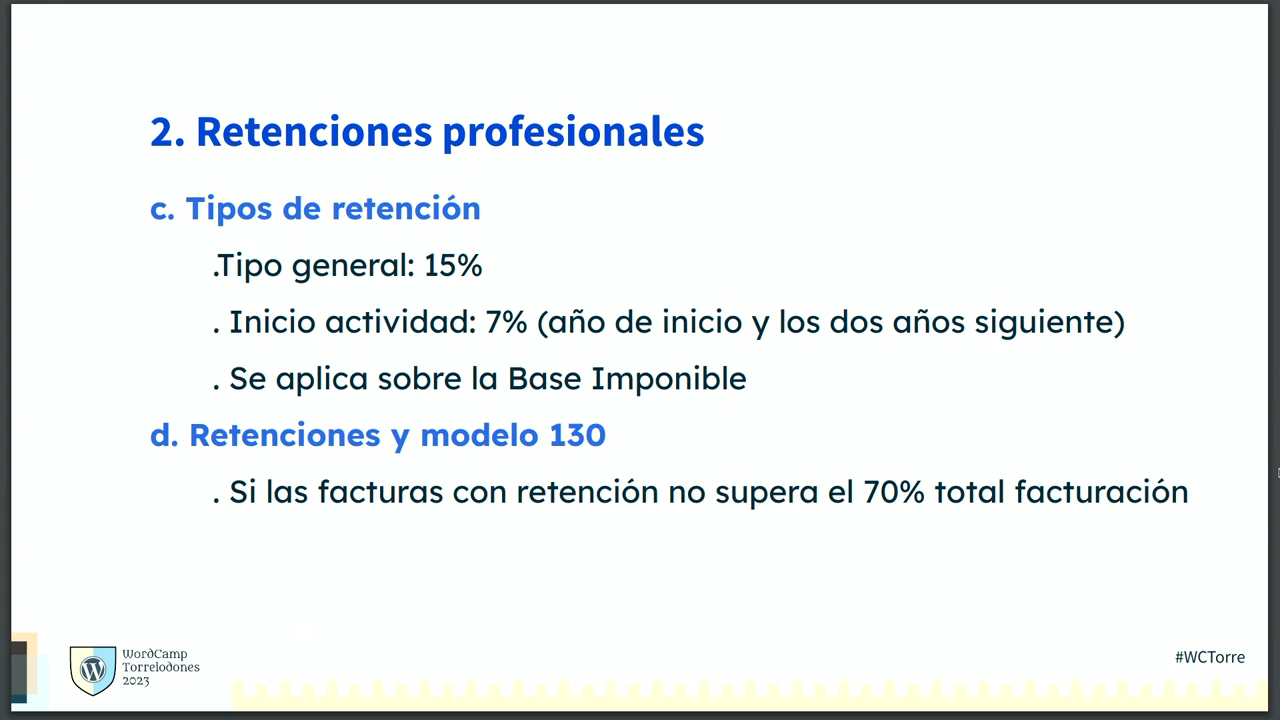 2. Retenciones profesionales
c. Tipos de retención
.Tipo general: 15%
. Inicio actividad: 7% (año de inicio y los dos años siguiente)
. Se aplica sobre la Base Imponible
d. Retenciones y modelo 130
. Si las facturas con retención no supera el 70% total facturación
WordCamp
Torrelodones
2023
#WCTorre